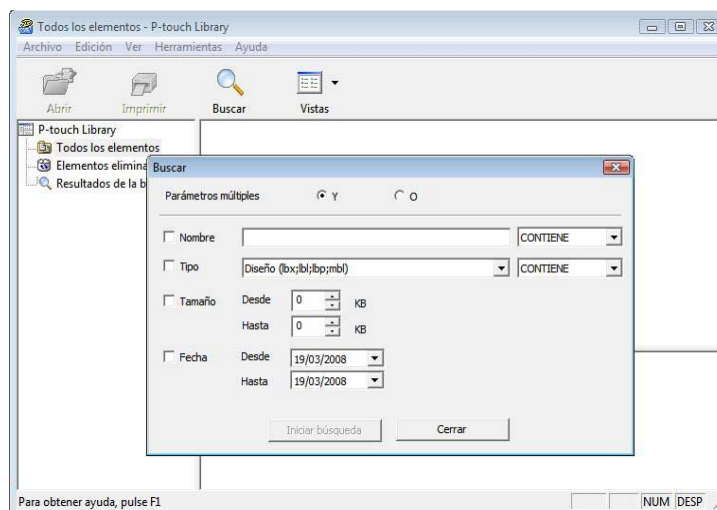 Todos los elementos - P-touch Library
Archivo Edición Ver Herramientas Ayuda
Abrir Imprimir Buscar Vistas
P-touch Library
Todos los elementos
Elementos elimina
Resultados de la b
Buscar
Parámetros múltiples Y O
Nombre CONTIENE
Tipo Diseño (lbx;lbl;lbp;mbl) CONTIENE
Tamaño Desde 0 KB
Hasta 0 KB
Fecha Desde 19/03/2008
Hasta 19/03/2008
Iniciar búsqueda Cerrar
Para obtener ayuda, pulse F1 NUM DESP